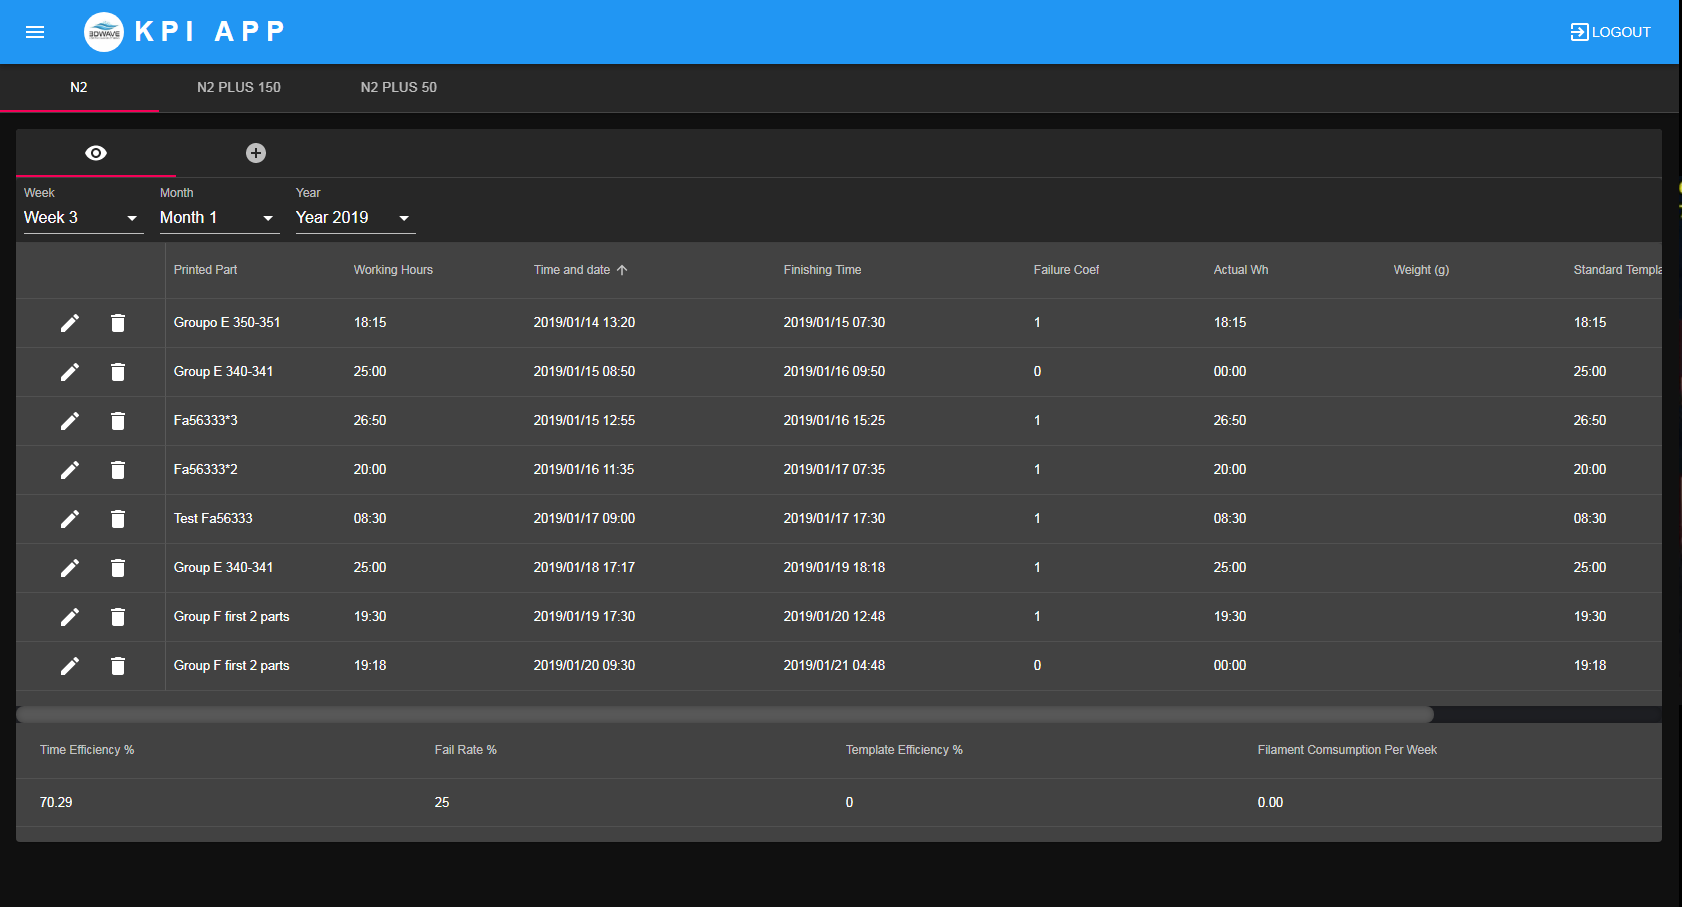 3DWAVE
KPI APP
LOGOUT
N2 N2 PLUS 150 N2 PLUS 50
Week Month Year
Week 3 Month 1 Year 2019
Printed Part Working Hours Time and date Finishing Time Failure Coef Actual Wh Weight (g) Standard Templa
Groupo E 350-351 18:15 2019/01/14 13:20 2019/01/15 07:30 1 18:15 18:15
Group E 340-341 25:00 2019/01/15 08:50 2019/01/16 09:50 0 00:00 25:00
Fa56333*3 26:50 2019/01/15 12:55 2019/01/16 15:25 1 26:50 26:50
Fa56333*2 20:00 2019/01/16 11:35 2019/01/17 07:35 1 20:00 20:00
Test Fa56333 08:30 2019/01/17 09:00 2019/01/17 17:30 1 08:30 08:30
Group E 340-341 25:00 2019/01/18 17:17 2019/01/19 18:18 1 25:00 25:00
Group F first 2 parts 19:30 2019/01/19 17:30 2019/01/20 12:48 1 19:30 19:30
Group F first 2 parts 19:18 2019/01/20 09:30 2019/01/21 04:48 0 00:00 19:18
Time Efficiency % Fail Rate % Template Efficiency % Filament Comsumption Per Week
70.29 25 0 0.00